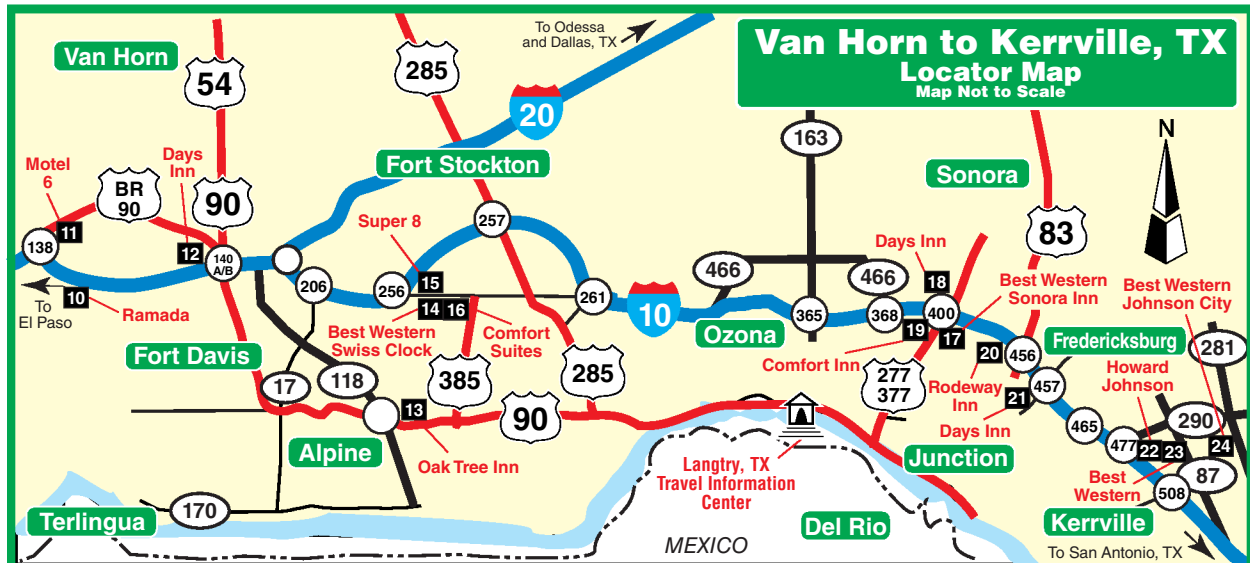 Van Horn to Kerrville, TX
Locator Map
Map Not to Scale
To Odessa
and Dallas, TX
Van Horn
54
285
20
163
N
Fort Stockton
Sonora
Motel
6
Days
Inn
BR
90
90
83
11
138
12
140
A/B
Super 8
257
Days Inn
466
466
18
Best Western
Sonora Inn
Best Western
Johnson City
10
To
El Paso
Ramada
206
256
15
14
16
261
10
Ozona
365
368
400
19
17
Best Western
Swiss Clock
Comfort
Suites
Comfort Inn
20
456
Fredericksburg
281
Fort Davis
17
118
385
285
277
377
Rodeway
Inn
457
21
Howard
Johnson
13
90
Days Inn
465
290
477
22
23
24
Alpine
Oak Tree Inn
Langtry, TX
Travel Information
Center
Junction
Best
Western
87
508
Terlingua
170
Del Rio
Kerrville
MEXICO
To San Antonio, TX